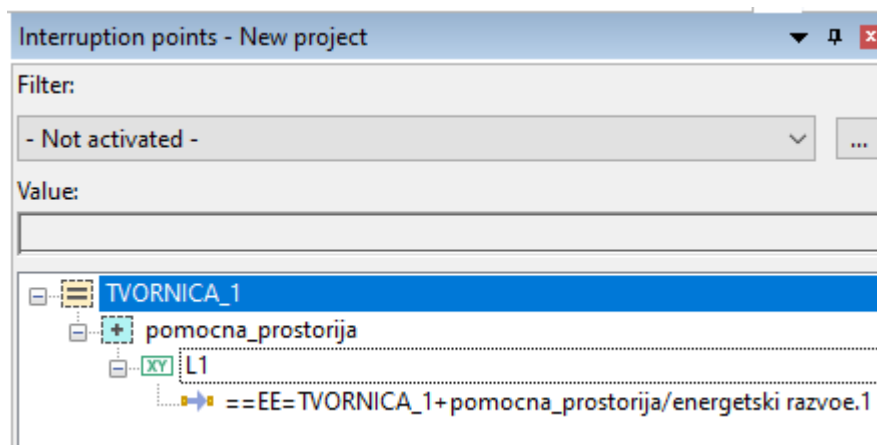 Interruption points - New project
Filter:
- Not activated -
...
Value:
TVORNICA_1
pomocna_prostorija
XY L1
==EE=TVORNICA_1+pomocna_prostorija/energetski razvoe.1